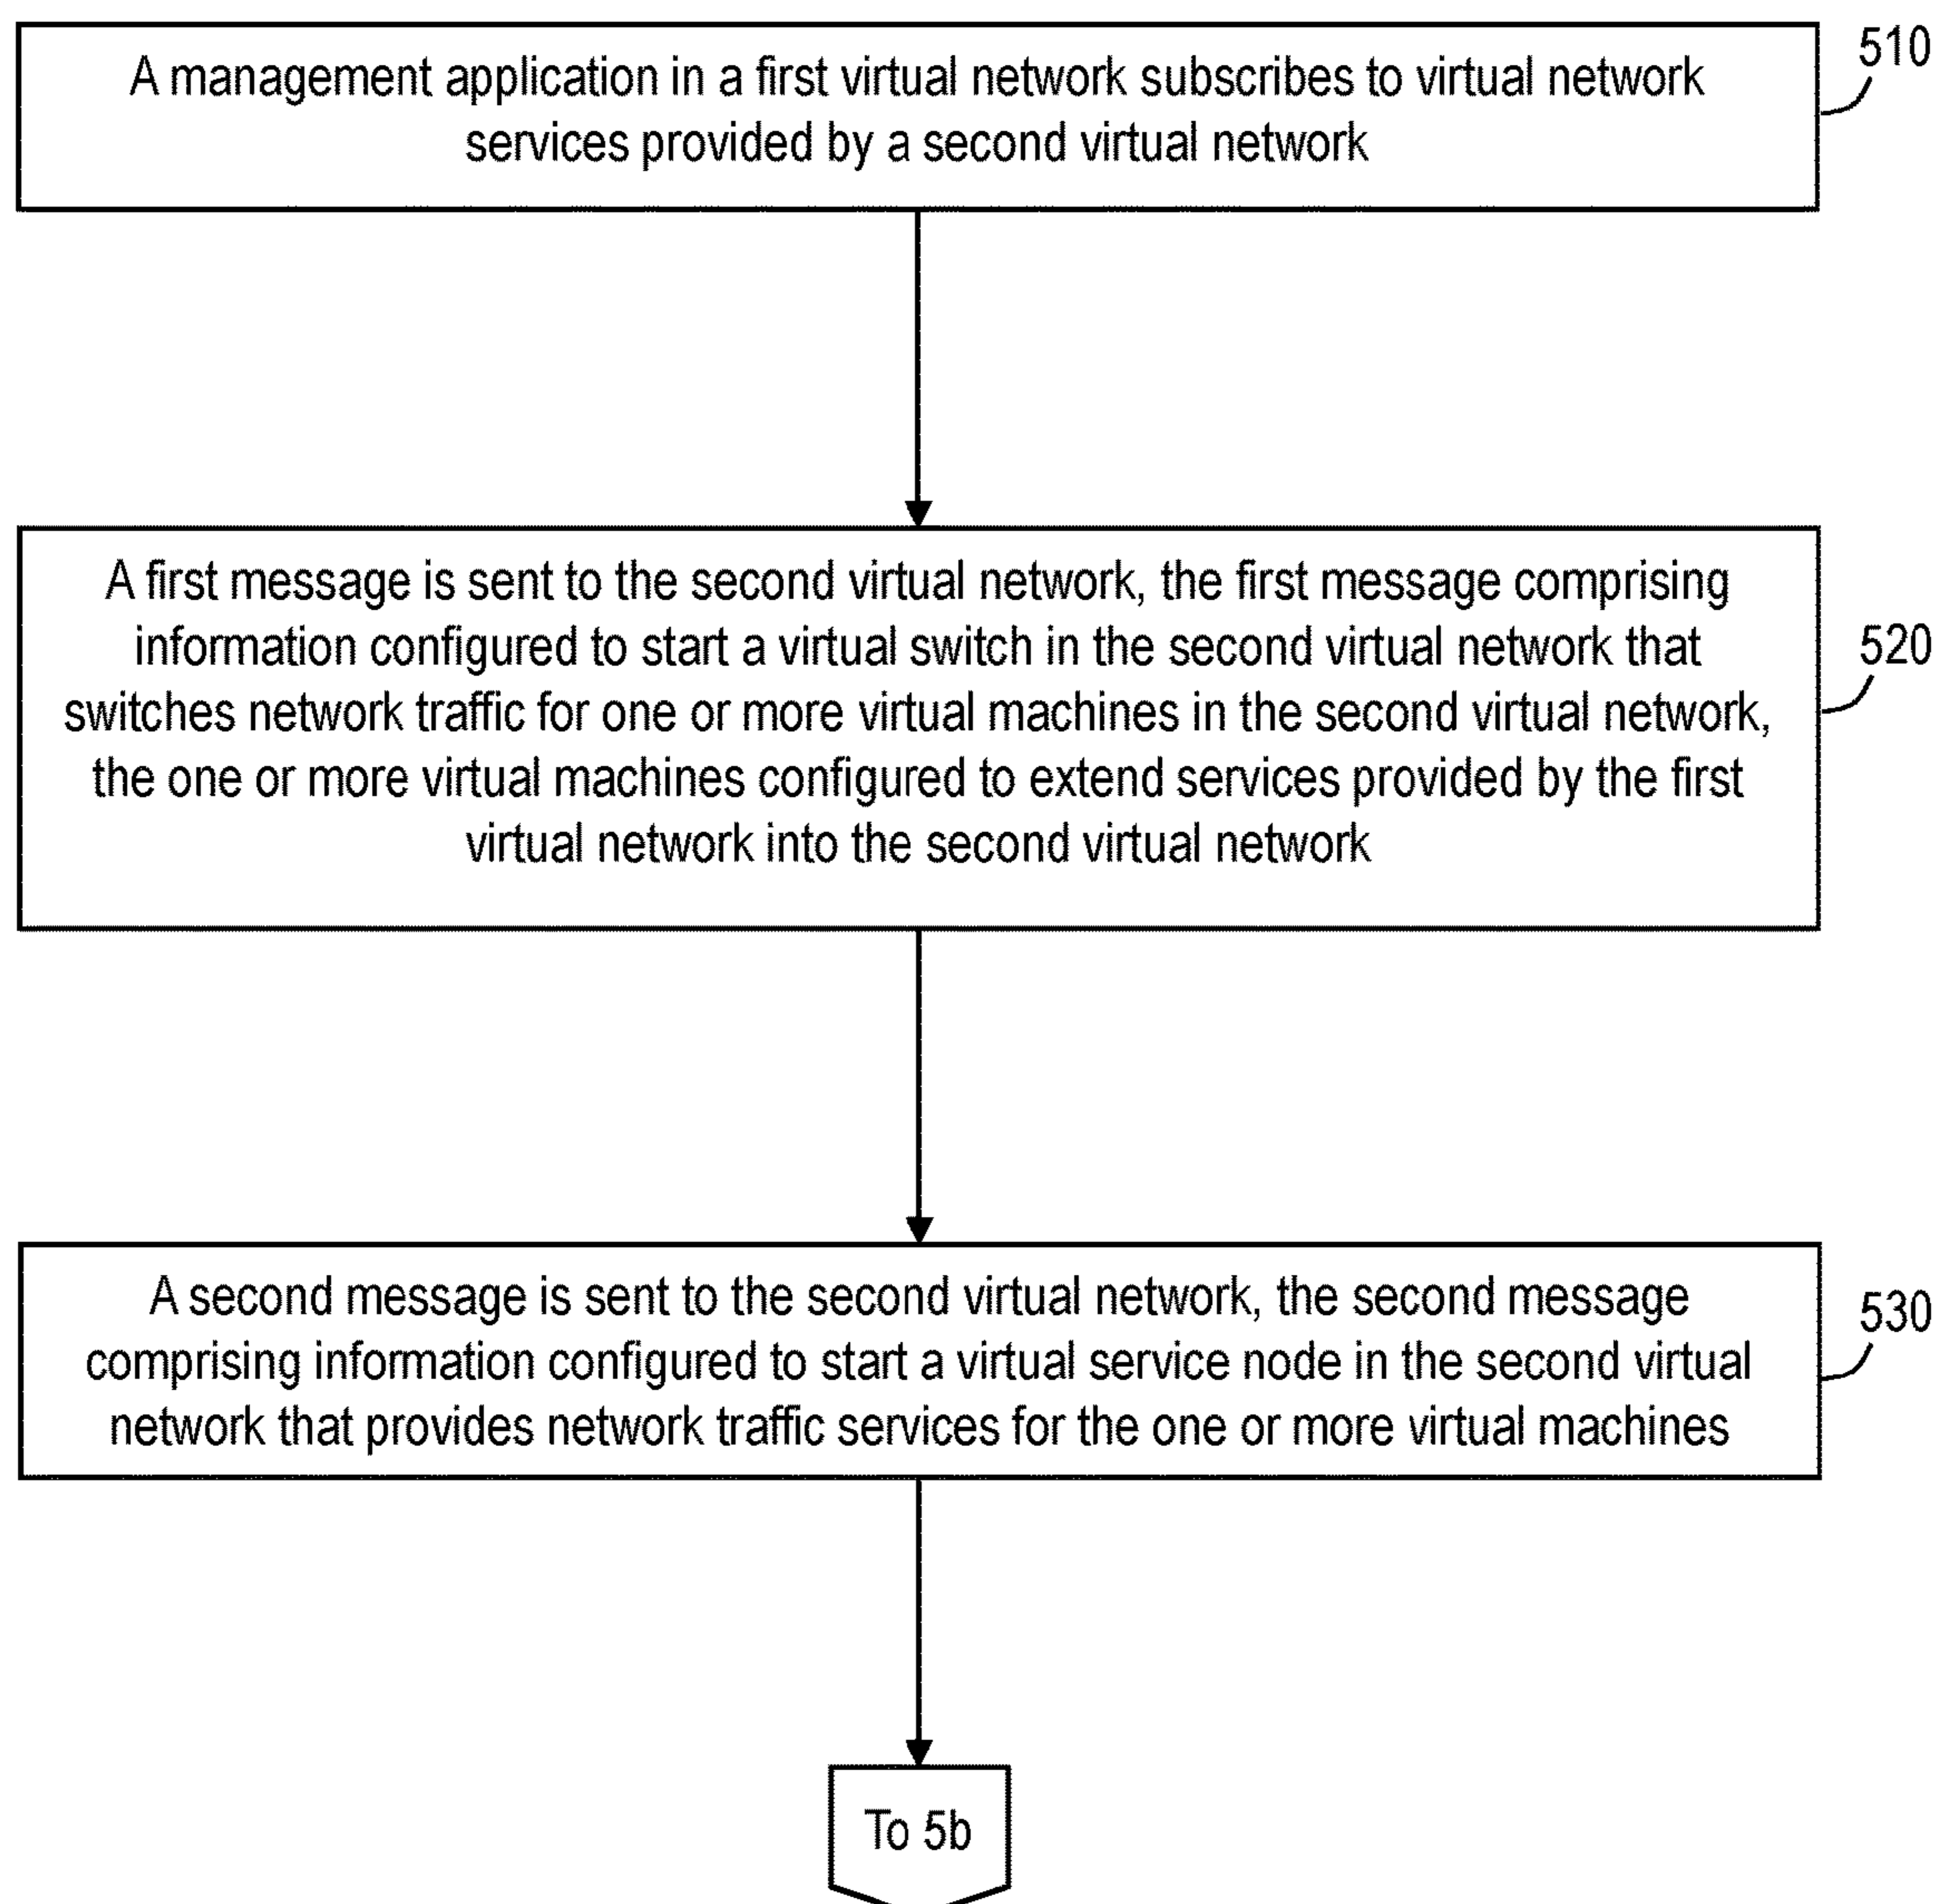 A management application in a first virtual network subscribes to virtual network
services provided by a second virtual network
510
A first message is sent to the second virtual network, the first message comprising
information configured to start a virtual switch in the second virtual network that
switches network traffic for one or more virtual machines in the second virtual network,
the one or more virtual machines configured to extend services provided by the first
virtual network into the second virtual network
520
A second message is sent to the second virtual network, the second message
comprising information configured to start a virtual service node in the second virtual
network that provides network traffic services for the one or more virtual machines
530
To 5b